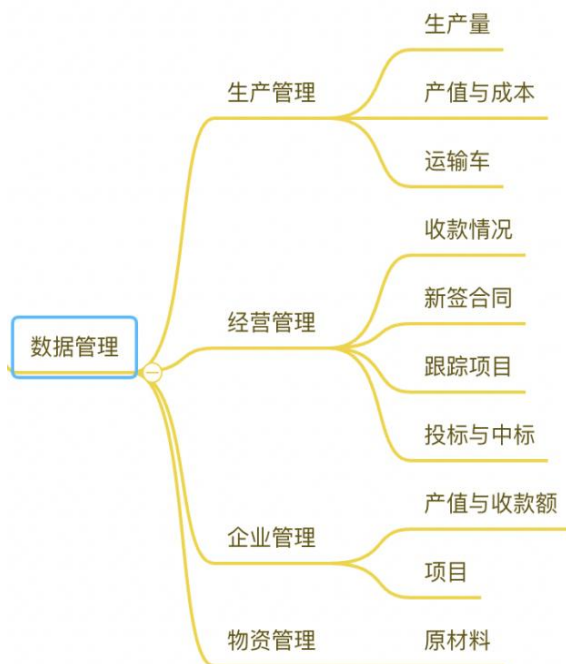 数据管理
生产管理
生产量
产值与成本
运输车
经营管理
收款情况
新签合同
跟踪项目
投标与中标
企业管理
产值与收款额
项目
物资管理
原材料